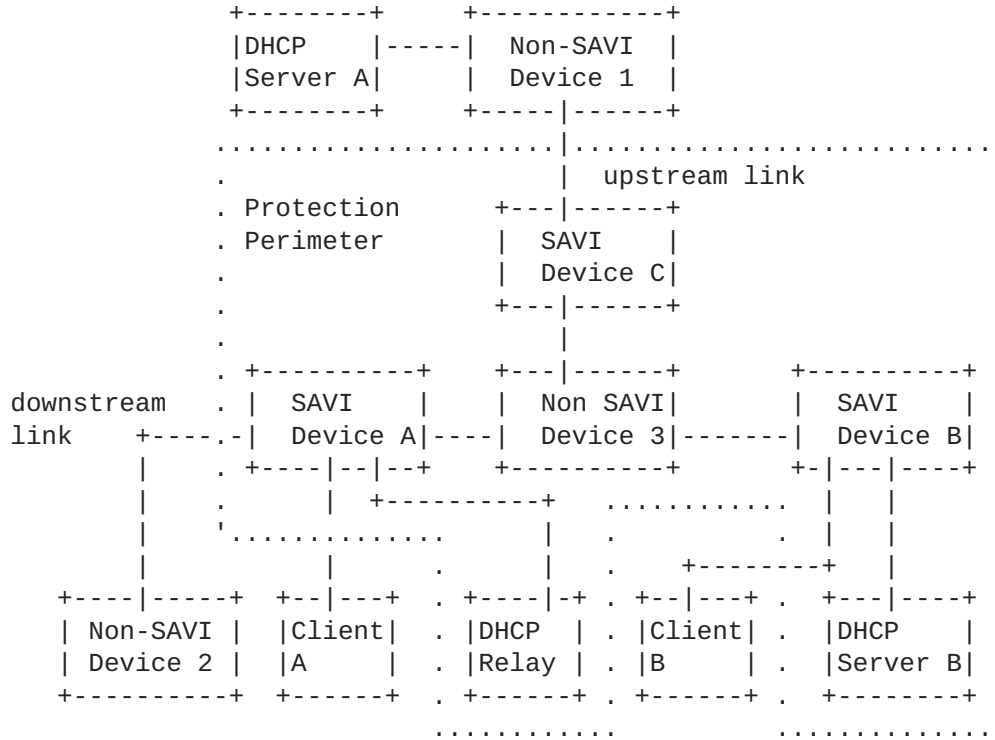 DHCP Non-SAVI
Server A Device 1
upstream link
Protection
Perimeter SAVI
Device C
downstream SAVI Non SAVI SAVI
link Device A Device 3 Device B
Non-SAVI Client DHCP Client DHCP
Device 2 A Relay B Server B